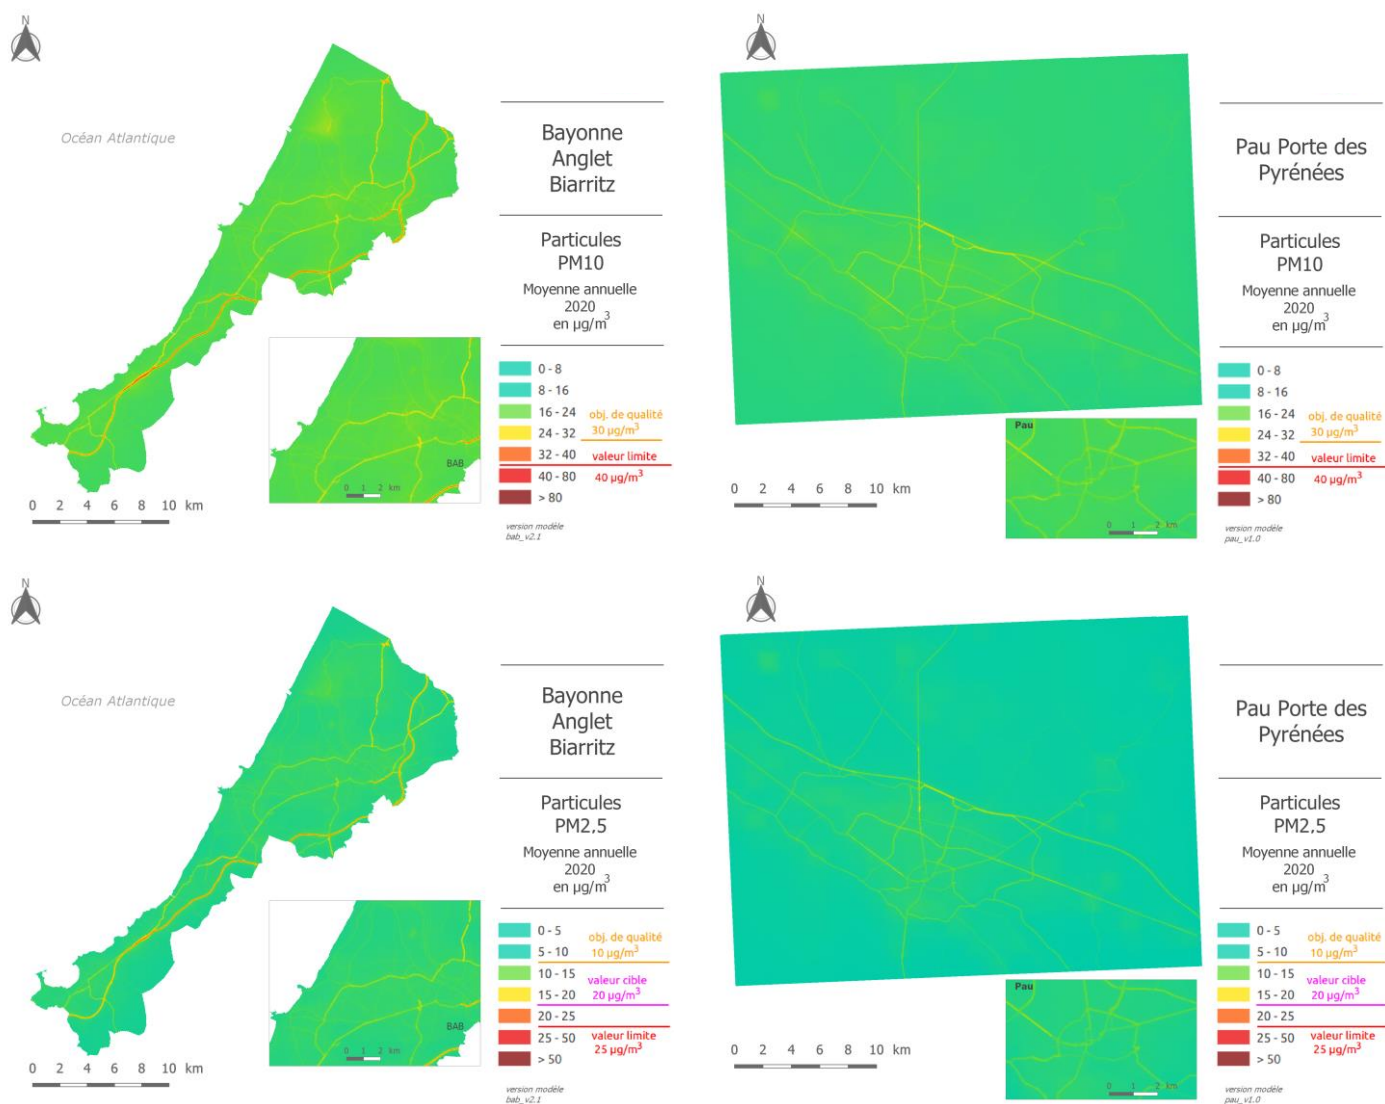 N
Océan Atlantique
Bayonne
Anglet
Biarritz
Particules
PM10
Moyenne annuelle
2020
en µg/m³
0 - 8
8 - 16
16 - 24
24 - 32
32 - 40
40 - 80
> 80
obj. de qualité
30 µg/m³
valeur limite
40 µg/m³
BAB
0 1 2 km
0 2 4 6 8 10 km
version modèle
bab_v2.1
N
Pau Porte des
Pyrénées
Particules
PM10
Moyenne annuelle
2020
en µg/m³
0 - 8
8 - 16
16 - 24
24 - 32
32 - 40
40 - 80
> 80
obj. de qualité
30 µg/m³
valeur limite
40 µg/m³
Pau
0 1 2 km
0 2 4 6 8 10 km
version modèle
pau_v1.0
N
Océan Atlantique
Bayonne
Anglet
Biarritz
Particules
PM2,5
Moyenne annuelle
2020
en µg/m³
0 - 5
5 - 10
10 - 15
15 - 20
20 - 25
25 - 50
> 50
obj. de qualité
10 µg/m³
valeur cible
20 µg/m³
valeur limite
25 µg/m³
BAB
0 1 2 km
0 2 4 6 8 10 km
version modèle
bab_v2.1
N
Pau Porte des
Pyrénées
Particules
PM2,5
Moyenne annuelle
2020
en µg/m³
0 - 5
5 - 10
10 - 15
15 - 20
20 - 25
25 - 50
> 50
obj. de qualité
10 µg/m³
valeur cible
20 µg/m³
valeur limite
25 µg/m³
Pau
0 1 2 km
0 2 4 6 8 10 km
version modèle
pau_v1.0